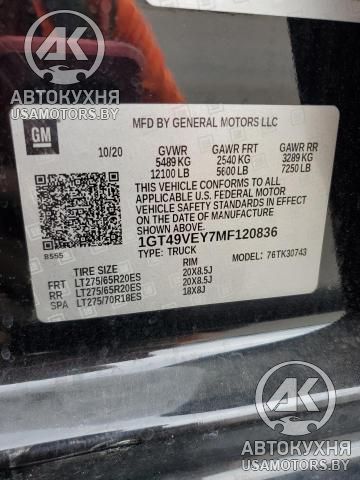 АК
АВТОКУХНЯ
USAMOTORS.BY
АК
АВТОКУХНЯ
USAMOTORS.BY
GM
MFD BY GENERAL MOTORS LLC
10/20
GVWR
5489 KG
12100 LB
GAWR FRT
2540 KG
5600 LB
GAWR RR
3289 KG
7250 LB
THIS VEHICLE CONFORMS TO ALL
APPLICABLE U.S. FEDERAL MOTOR
VEHICLE SAFETY STANDARDS IN EFFECT
ON THE DATE OF MANUFACTURE SHOWN ABOVE.
1GT49VEY7MF120836
TYPE: TRUCK
MODEL: 76TK30743
B555
TIRE SIZE RIM
FRT LT275/65R20ES 20X8.5J
RR LT275/65R20ES 20X8.5J
SPA LT275/70R18ES 18X8J
АК
АВТОКУХНЯ
USAMOTORS.BY